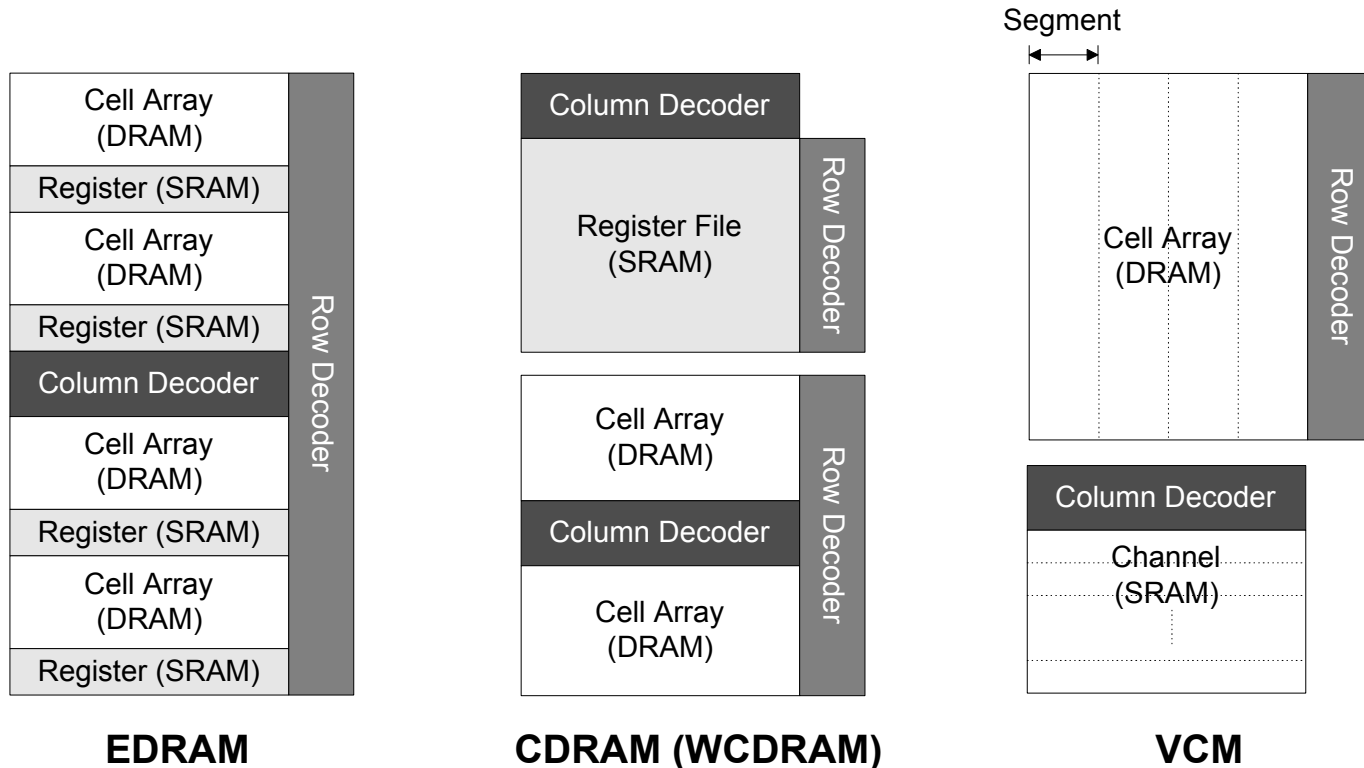 Cell Array
(DRAM)
Register (SRAM)
Cell Array
(DRAM)
Register (SRAM)
Column Decoder
Cell Array
(DRAM)
Register (SRAM)
Cell Array
(DRAM)
Register (SRAM)
Row Decoder
EDRAM
Column Decoder
Register File
(SRAM)
Row Decoder
Cell Array
(DRAM)
Column Decoder
Cell Array
(DRAM)
Row Decoder
CDRAM (WCDRAM)
Segment
Cell Array
(DRAM)
Row Decoder
Column Decoder
Channel
(SRAM)
VCM